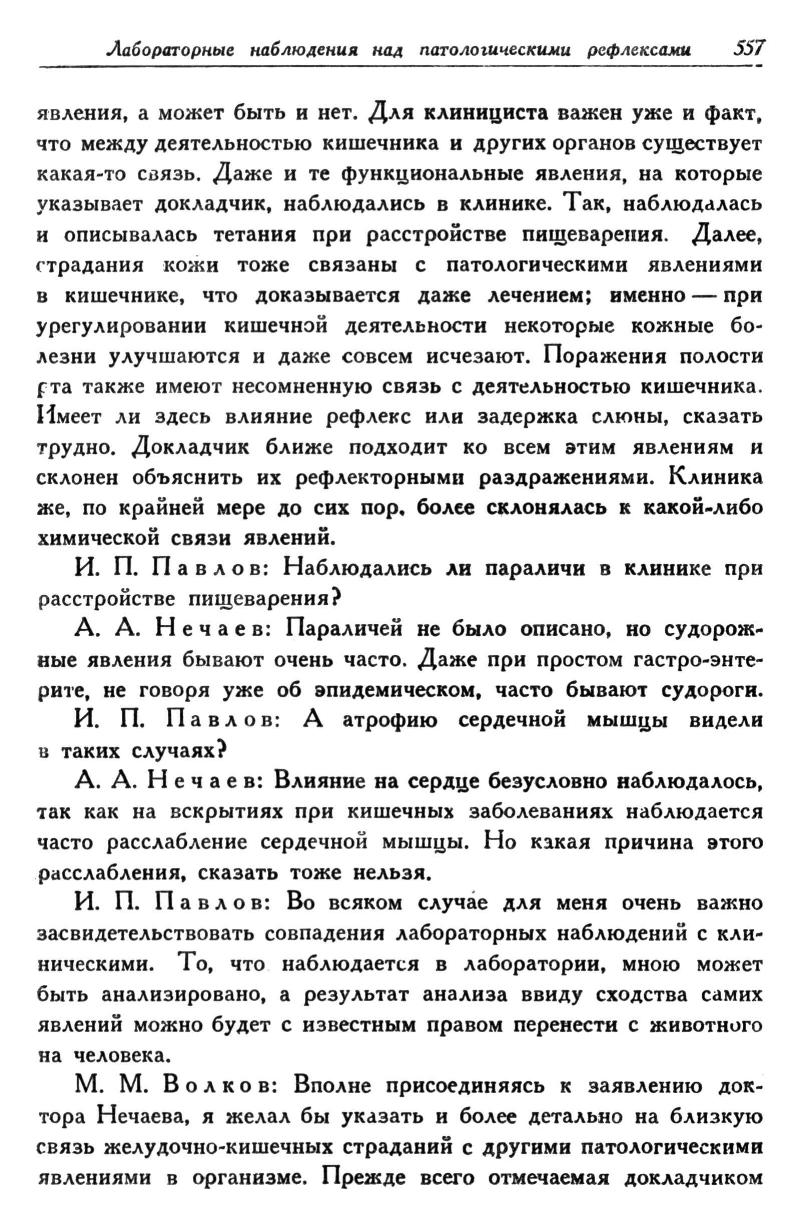 Лабораторные наблюдения над патологическими рефлексами 557
явления, а может быть и нет. Для клинициста важен уже и факт,
что между деятельностью кишечника и других органов существует
какая-то связь. Даже и те функциональные явления, на которые
указывает докладчик, наблюдались в клинике. Так, наблюдалась
и описывалась тетания при расстройстве пищеварения. Далее,
страдания кожи тоже связаны с патологическими явлениями
в кишечнике, что доказывается даже лечением; именно — при
урегулировании кишечной деятельности некоторые кожные бо-
лезни улучшаются и даже совсем исчезают. Поражения полости
рта также имеют несомненную связь с деятельностью кишечника.
Имеет ли здесь влияние рефлекс или задержка слюны, сказать
трудно. Докладчик ближе подходит ко всем этим явлениям и
склонен объяснить их рефлекторными раздражениями. Клиника
же, по крайней мере до сих пор, более склонялась к какой-либо
химической связи явлений.
И. П. Павлов: Наблюдались ли параличи в клинике при
расстройстве пищеварения?
А. А. Нечаев: Параличей не было описано, но судорож-
ные явления бывают очень часто. Даже при простом гастро-энте-
рите, не говоря уже об эпидемическом, часто бывают судороги.
И. П. Павлов: А атрофию сердечной мышцы видели
в таких случаях?
А. А. Нечаев: Влияние на сердце безусловно наблюдалось,
так как на вскрытиях при кишечных заболеваниях наблюдается
часто расслабление сердечной мышцы. Но какая причина этого
расслабления, сказать тоже нельзя.
И. П. Павлов: Во всяком случае для меня очень важно
засвидетельствовать совпадения лабораторных наблюдений с кли-
ническими. То, что наблюдается в лаборатории, мною может
быть анализировано, а результат анализа ввиду сходства самих
явлений можно будет с известным правом перенести с животного
на человека.
М. М. Волков: Вполне присоединяясь к заявлению док-
тора Нечаева, я желал бы указать и более детально на близкую
связь желудочно-кишечных страданий с другими патологическими
явлениями в организме. Прежде всего отмечаемая докладчиком